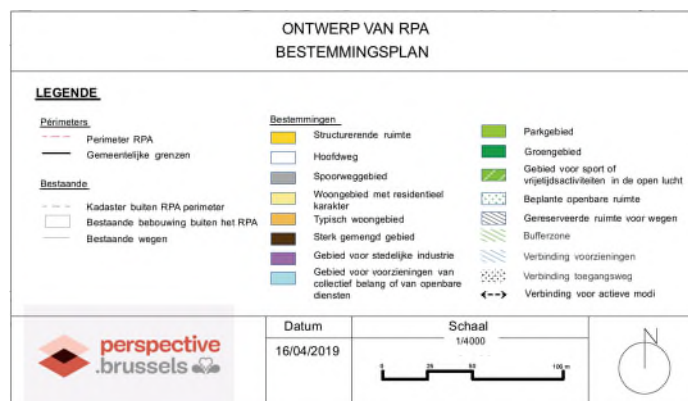 ONTWERP VAN RPA
BESTEMMINGSPLAN
LEGENDE
Périmeters
Perimeter RPA
Gemeentelijke grenzen
Bestaande
Kadaster buiten RPA perimeter
Bestaande bebouwing buiten het RPA
Bestaande wegen
Bestemmingen
Structurerende ruimte
Hoofdweg
Spoorweggebied
Woongebied met residentieel
karakter
Typisch woongebied
Sterk gemengd gebied
Gebied voor stedelijke industrie
Gebied voor voorzieningen van
collectief belang of van openbare
diensten
Parkgebied
Groengebied
Gebied voor sport of
vrijetijdsactiviteiten in de open lucht
Beplante openbare ruimte
Gereserveerde ruimte voor wegen
Bufferzone
Verbinding voorzieningen
Verbinding toegangsweg
Verbinding voor actieve modi
perspective
.brussels
Datum
16/04/2019
Schaal
1/4000
0 25 50 100 m
N